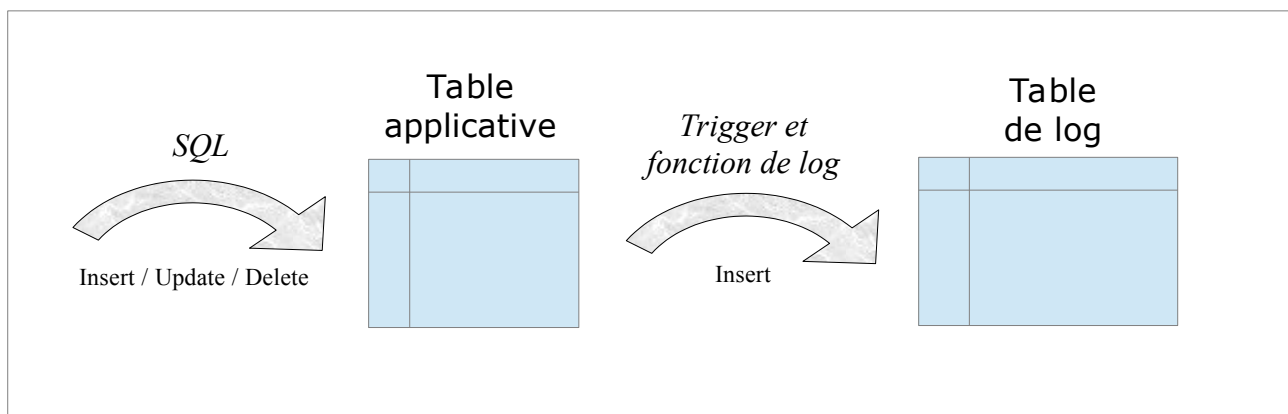 SQL
Insert / Update / Delete
Table
applicative
Trigger et
fonction de log
Insert
Table
de log